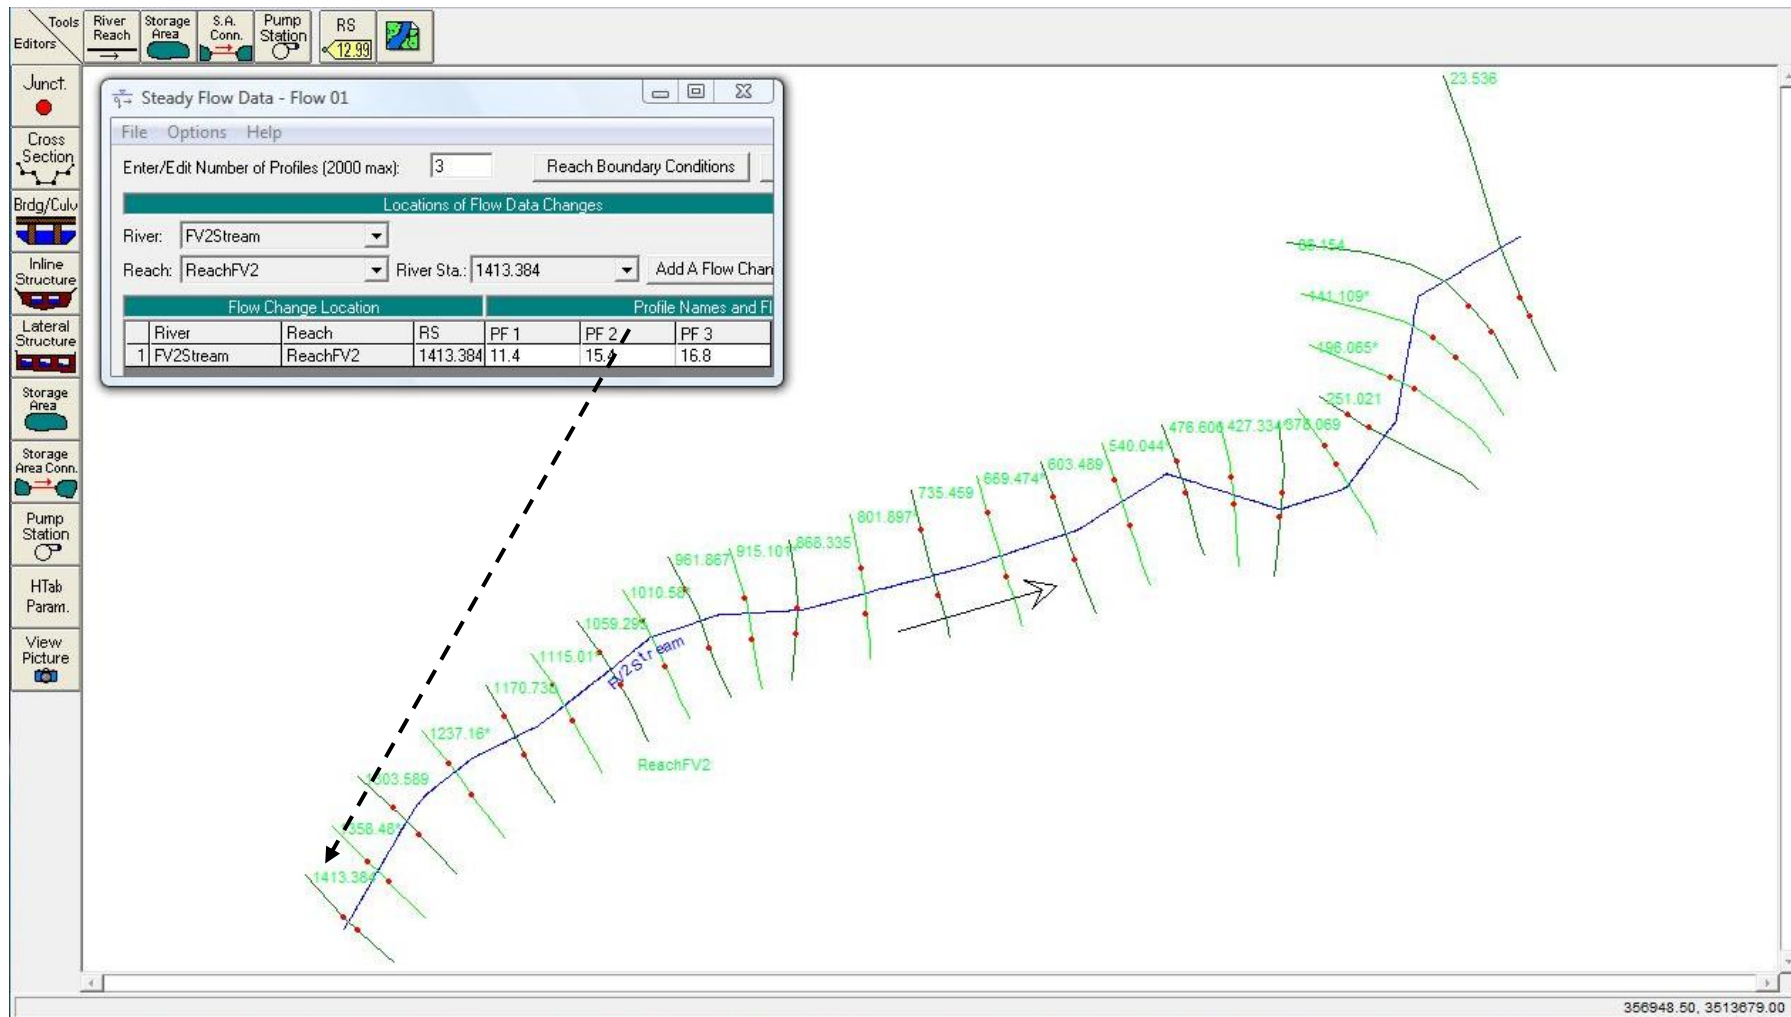 Tools
Editors
River Reach
Storage Area
S.A. Conn.
Pump Station
RS
12.99
Junct.
Cross Section
Brdg/Culv
Inline Structure
Lateral Structure
Storage Area
Storage Area Conn.
Pump Station
HTab Param.
View Picture
Steady Flow Data - Flow 01
File Options Help
Enter/Edit Number of Profiles (2000 max): 3 Reach Boundary Conditions
Locations of Flow Data Changes
River: FV2Stream
Reach: ReachFV2 River Sta.: 1413.384 Add A Flow Chan
Flow Change Location Profile Names and Fl
River Reach RS PF 1 PF 2 PF 3
1 FV2Stream ReachFV2 1413.384 11.4 15.4 16.8
23.536
141.109*
196.065*
251.021
378.069
427.334*
476.606
540.044*
603.489
669.474*
735.459
801.897*
868.335
915.101*
961.867
1010.58*
1059.295
1115.01*
1170.738
1237.16*
1303.589
1358.48*
1413.384
FV2Stream
ReachFV2
356948.50, 3513679.00